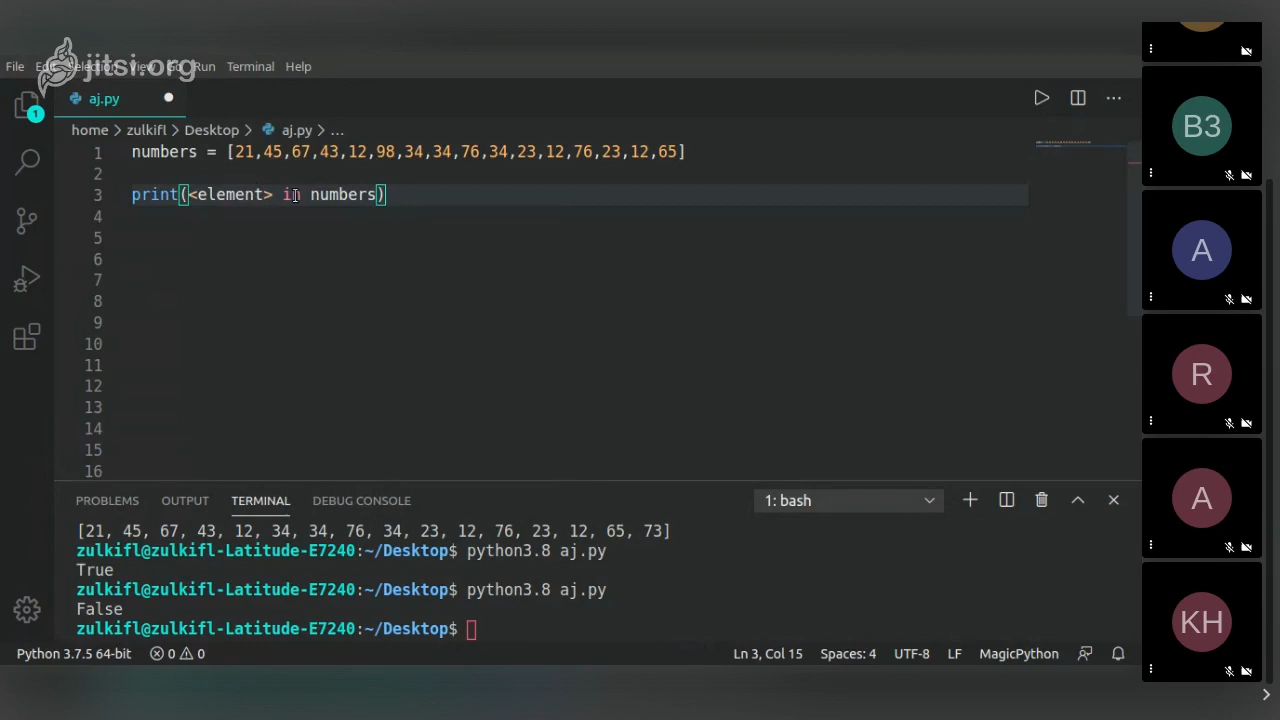 jitsi.org
File Edit Selection View Go Run Terminal Help
1
aj.py
home > zulkifl > Desktop > aj.py > ...
1 numbers = [21,45,67,43,12,98,34,34,76,34,23,12,76,23,12,65]
2
3 print(<element> in numbers)
4
5
6
7
8
9
10
11
12
13
14
15
16
PROBLEMS OUTPUT TERMINAL DEBUG CONSOLE 1: bash
[21, 45, 67, 43, 12, 34, 34, 76, 34, 23, 12, 76, 23, 12, 65, 73]
zulkifl@zulkifl-Latitude-E7240:~/Desktop$ python3.8 aj.py
True
zulkifl@zulkifl-Latitude-E7240:~/Desktop$ python3.8 aj.py
False
zulkifl@zulkifl-Latitude-E7240:~/Desktop$
Python 3.7.5 64-bit 0 0 Ln 3, Col 15 Spaces: 4 UTF-8 LF MagicPython
B3
A
R
A
KH